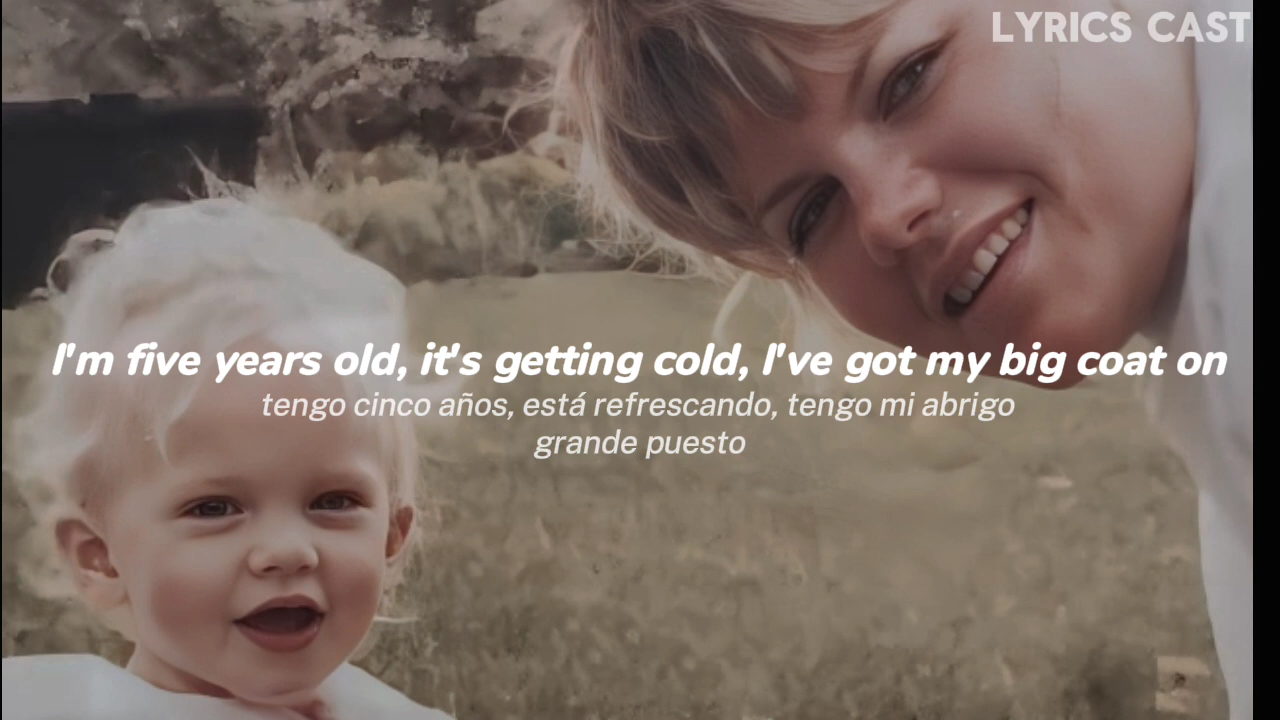 LYRICS CAST
I'm five years old, it's getting cold, I've got my big coat on
tengo cinco años, está refrescando, tengo mi abrigo
grande puesto